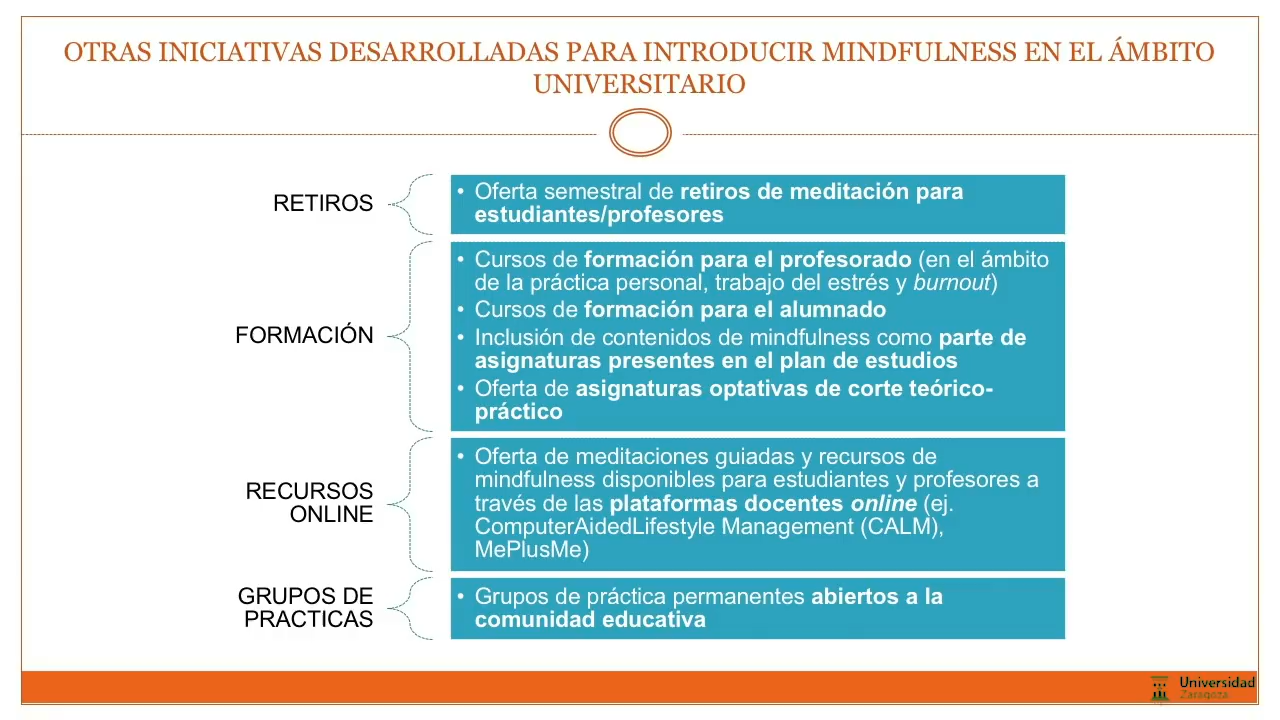 OTRAS INICIATIVAS DESARROLLADAS PARA INTRODUCIR MINDFULNESS EN EL ÁMBITO
UNIVERSITARIO
RETIROS
• Oferta semestral de retiros de meditación para
estudiantes/profesores
FORMACIÓN
• Cursos de formación para el profesorado (en el ámbito
de la práctica personal, trabajo del estrés y burnout)
• Cursos de formación para el alumnado
• Inclusión de contenidos de mindfulness como parte de
asignaturas presentes en el plan de estudios
• Oferta de asignaturas optativas de corte teórico-
práctico
RECURSOS
ONLINE
• Oferta de meditaciones guiadas y recursos de
mindfulness disponibles para estudiantes y profesores a
través de las plataformas docentes online (ej.
ComputerAidedLifestyle Management (CALM),
MePlusMe)
GRUPOS DE
PRACTICAS
• Grupos de práctica permanentes abiertos a la
comunidad educativa
Universidad
Zaragoza